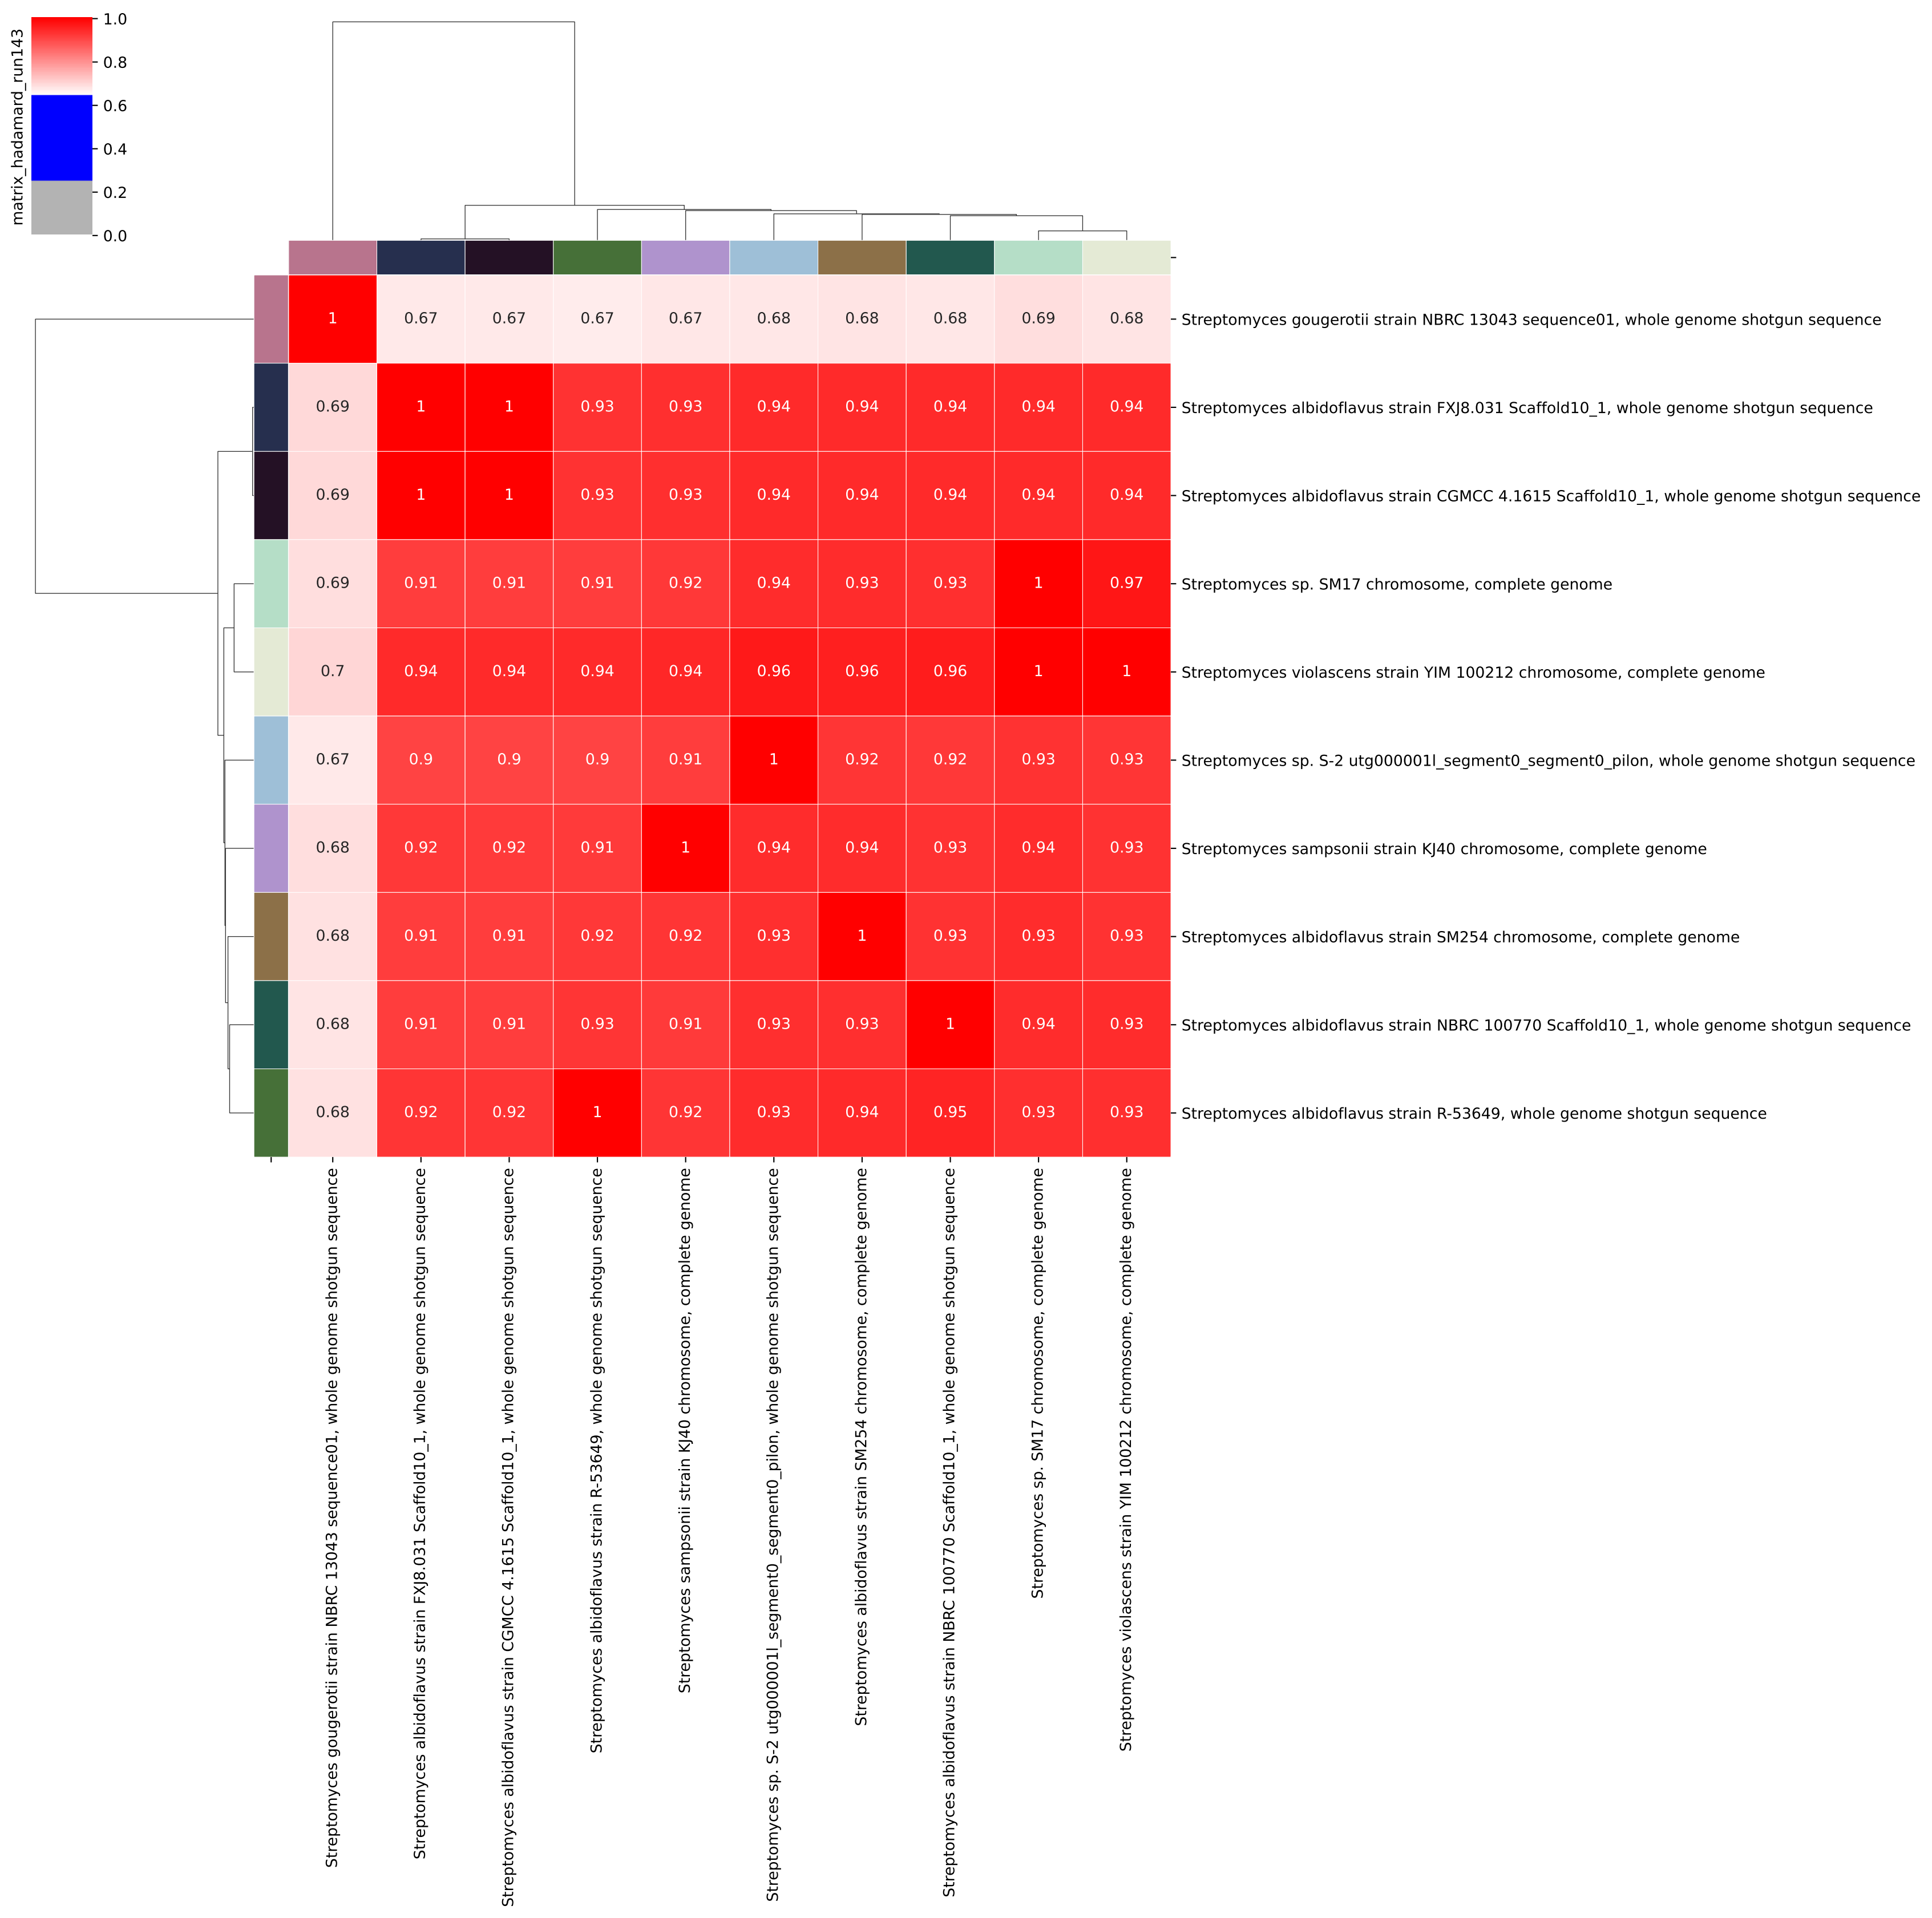 matrix_hadamard_run143
1.0
0.8
0.6
0.4
0.2
0.0
1 0.67 0.67 0.67 0.67 0.68 0.68 0.68 0.69 0.68 Streptomyces gougerotii strain NBRC 13043 sequence01, whole genome shotgun sequence
0.69 1 1 0.93 0.93 0.94 0.94 0.94 0.94 0.94 Streptomyces albidoflavus strain FXJ8.031 Scaffold10_1, whole genome shotgun sequence
0.69 1 1 0.93 0.93 0.94 0.94 0.94 0.94 0.94 Streptomyces albidoflavus strain CGMCC 4.1615 Scaffold10_1, whole genome shotgun sequence
0.69 0.91 0.91 0.91 0.92 0.94 0.93 0.93 1 0.97 Streptomyces sp. SM17 chromosome, complete genome
0.7 0.94 0.94 0.94 0.94 0.96 0.96 0.96 1 1 Streptomyces violascens strain YIM 100212 chromosome, complete genome
0.67 0.9 0.9 0.9 0.91 1 0.92 0.92 0.93 0.93 Streptomyces sp. S-2 utg000001l_segment0_segment0_pilon, whole genome shotgun sequence
0.68 0.92 0.92 0.91 1 0.94 0.94 0.93 0.94 0.93 Streptomyces sampsonii strain KJ40 chromosome, complete genome
0.68 0.91 0.91 0.92 0.92 0.93 1 0.93 0.93 0.93 Streptomyces albidoflavus strain SM254 chromosome, complete genome
0.68 0.91 0.91 0.93 0.91 0.93 0.93 1 0.94 0.93 Streptomyces albidoflavus strain NBRC 100770 Scaffold10_1, whole genome shotgun sequence
0.68 0.92 0.92 1 0.92 0.93 0.94 0.95 0.93 0.93 Streptomyces albidoflavus strain R-53649, whole genome shotgun sequence
Streptomyces gougerotii strain NBRC 13043 sequence01, whole genome shotgun sequence
Streptomyces albidoflavus strain FXJ8.031 Scaffold10_1, whole genome shotgun sequence
Streptomyces albidoflavus strain CGMCC 4.1615 Scaffold10_1, whole genome shotgun sequence
Streptomyces albidoflavus strain R-53649, whole genome shotgun sequence
Streptomyces sampsonii strain KJ40 chromosome, complete genome
Streptomyces sp. S-2 utg000001l_segment0_segment0_pilon, whole genome shotgun sequence
Streptomyces albidoflavus strain SM254 chromosome, complete genome
Streptomyces albidoflavus strain NBRC 100770 Scaffold10_1, whole genome shotgun sequence
Streptomyces sp. SM17 chromosome, complete genome
Streptomyces violascens strain YIM 100212 chromosome, complete genome